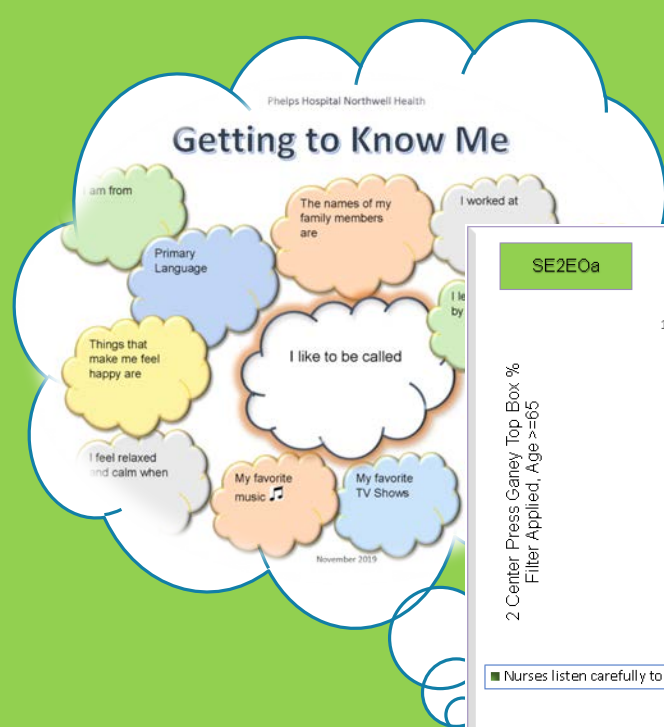 Phelps Hospital Northwell Health
Getting to Know Me
am from
The names of my
family members
are
I worked at
Primary
Language
I le
by
Things that
make me feel
happy are
I like to be called
I feel relaxed
and calm when
My favorite
music 🎵
My favorite
TV Shows
November 2019
SE2EOa
1
2 Center Press Ganey Top Box %
Filter Applied, Age >=65
Nurses listen carefully to